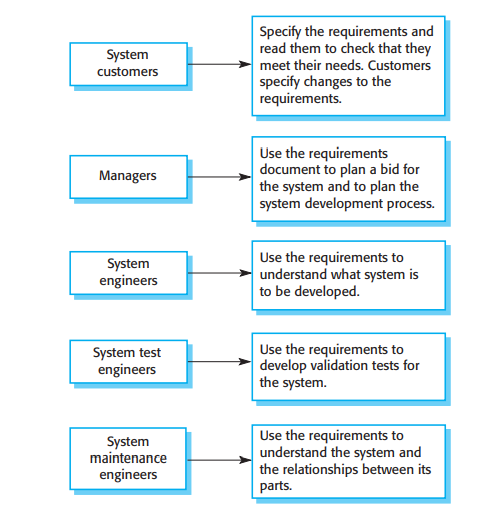 System
customers
Specify the requirements and
read them to check that they
meet their needs. Customers
specify changes to the
requirements.
Managers
Use the requirements
document to plan a bid for
the system and to plan the
system development process.
System
engineers
Use the requirements to
understand what system is
to be developed.
System test
engineers
Use the requirements to
develop validation tests for
the system.
System
maintenance
engineers
Use the requirements to
understand the system and
the relationships between its
parts.